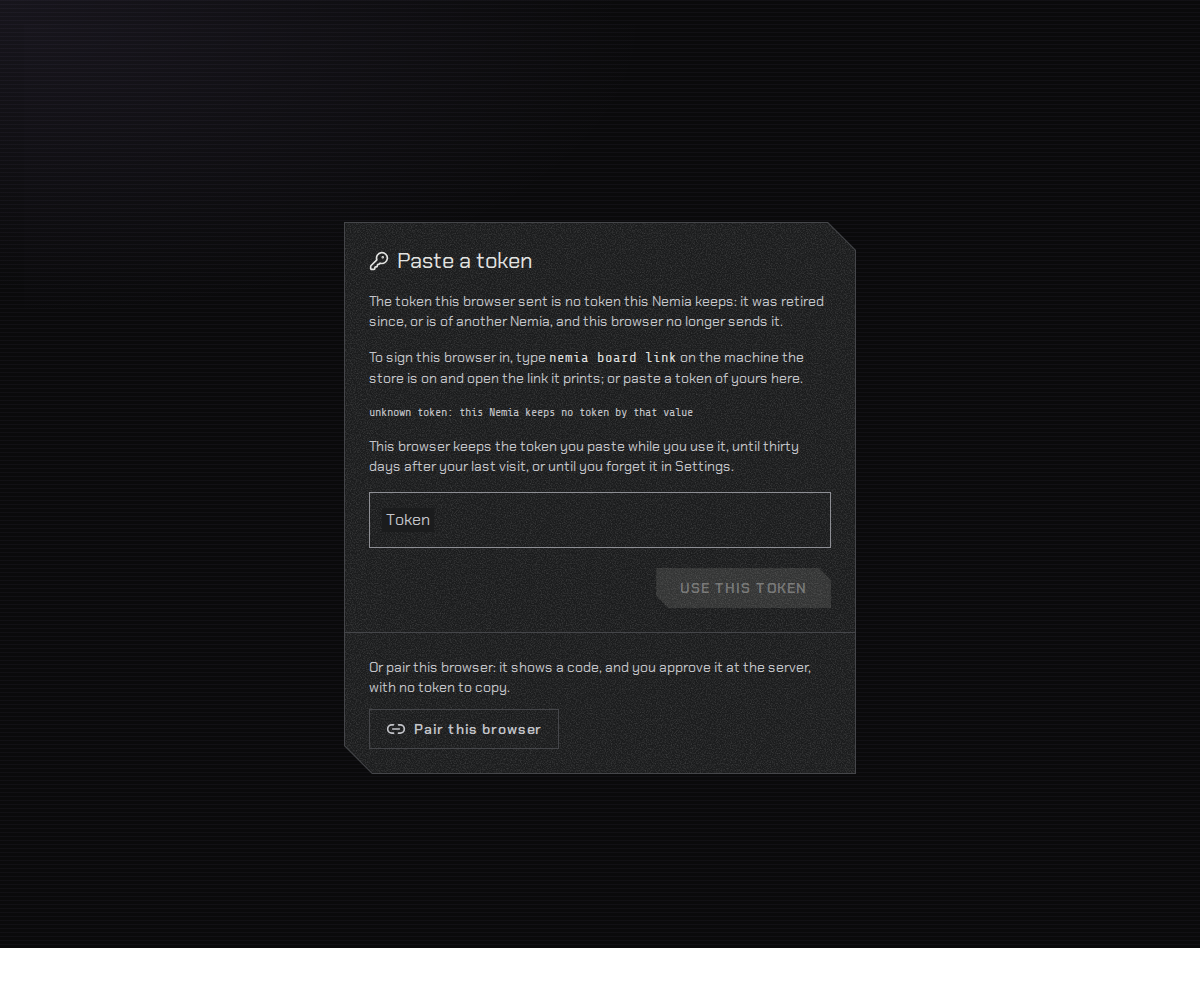 Paste a token
The token this browser sent is no token this Nemia keeps: it was retired
since, or is of another Nemia, and this browser no longer sends it.
To sign this browser in, type nemia board link on the machine the
store is on and open the link it prints; or paste a token of yours here.
unknown token: this Nemia keeps no token by that value
This browser keeps the token you paste while you use it, until thirty
days after your last visit, or until you forget it in Settings.
Token
USE THIS TOKEN
Or pair this browser: it shows a code, and you approve it at the server,
with no token to copy.
Pair this browser